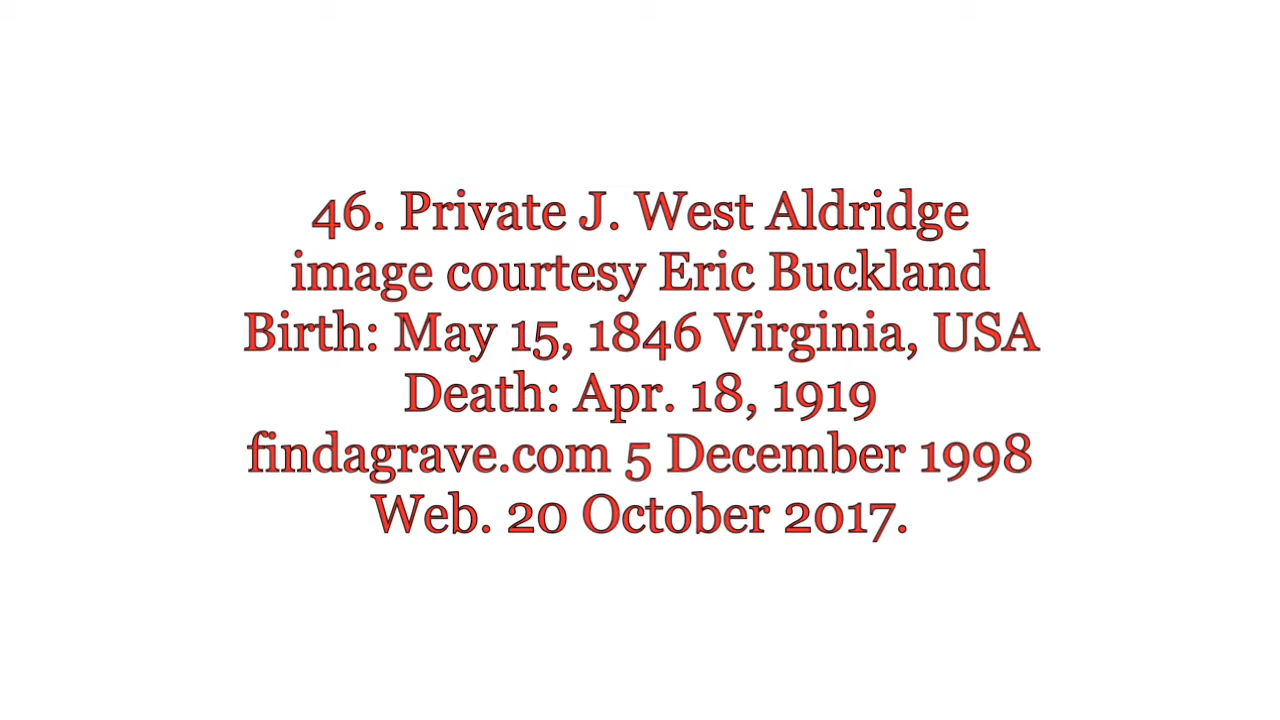 46. Private J. West Aldridge
image courtesy Eric Buckland
Birth: May 15, 1846 Virginia, USA
Death: Apr. 18, 1919
findagrave.com 5 December 1998
Web. 20 October 2017.